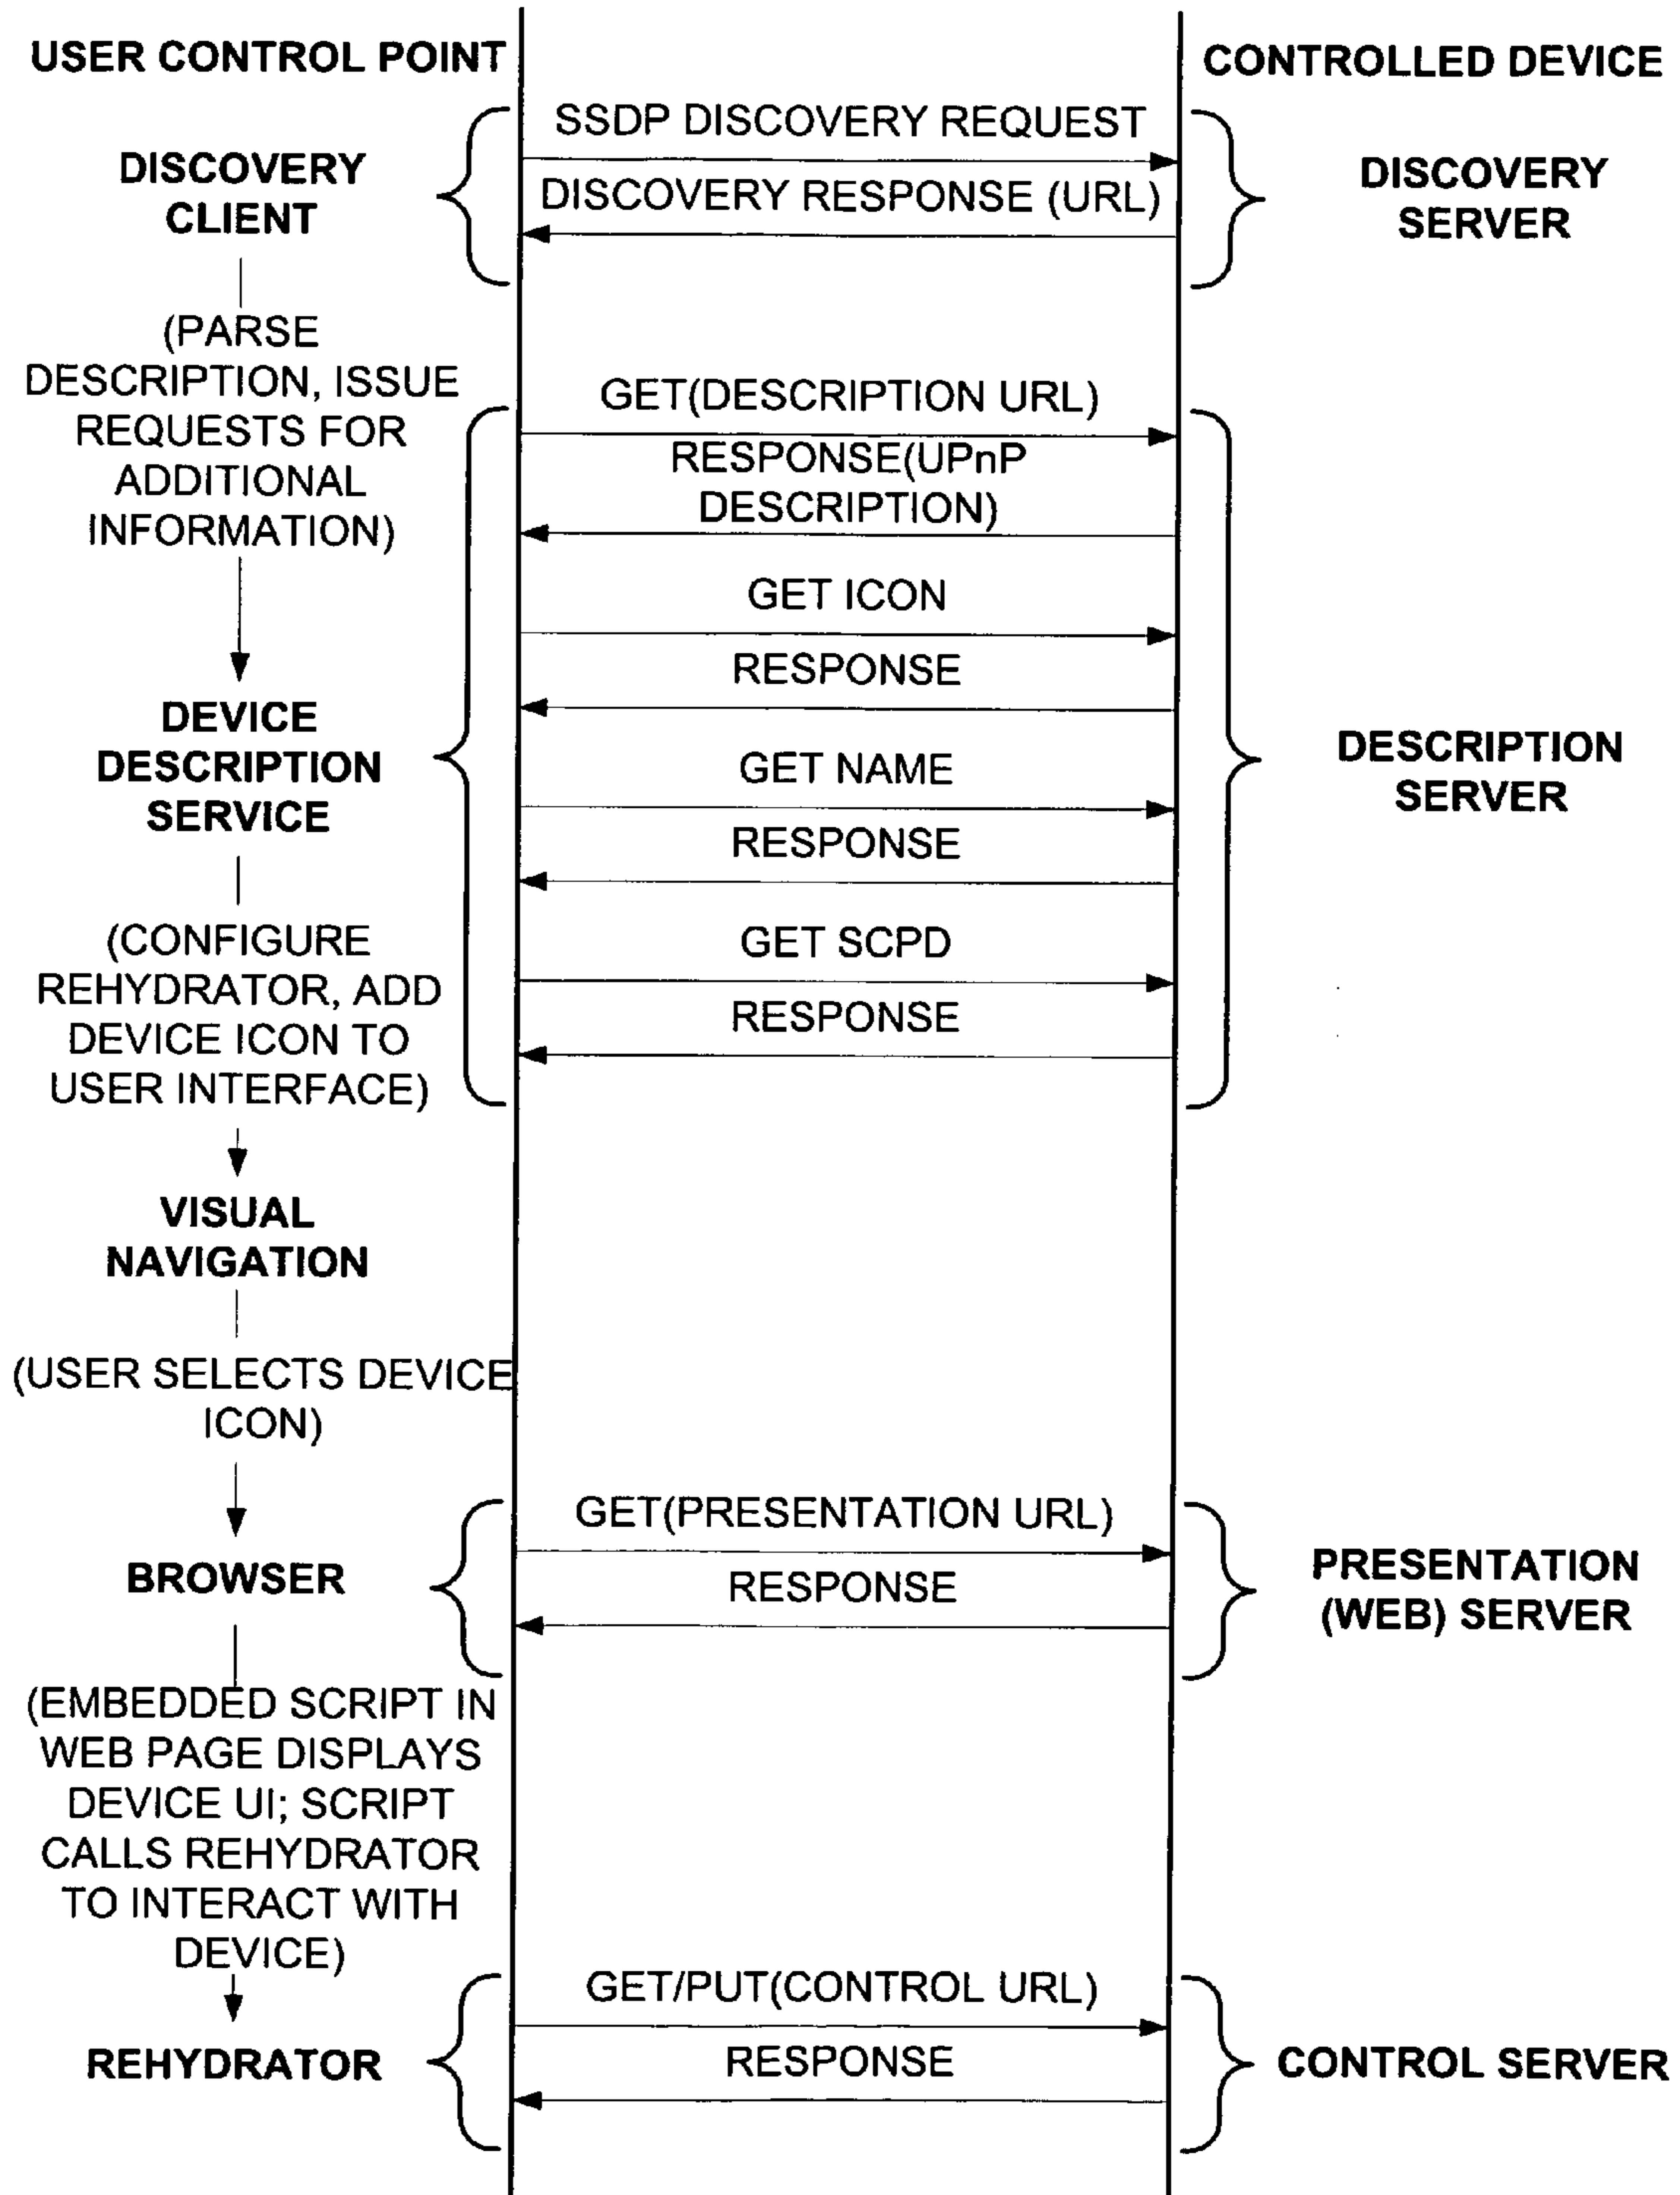 USER CONTROL POINT
CONTROLLED DEVICE
SSDP DISCOVERY REQUEST
DISCOVERY
CLIENT
DISCOVERY RESPONSE (URL)
DISCOVERY
SERVER
(PARSE
DESCRIPTION, ISSUE
REQUESTS FOR
ADDITIONAL
INFORMATION)
GET(DESCRIPTION URL)
RESPONSE(UPnP
DESCRIPTION)
GET ICON
RESPONSE
DEVICE
DESCRIPTION
SERVICE
GET NAME
RESPONSE
DESCRIPTION
SERVER
(CONFIGURE
REHYDRATOR, ADD
DEVICE ICON TO
USER INTERFACE)
GET SCPD
RESPONSE
VISUAL
NAVIGATION
(USER SELECTS DEVICE
ICON)
GET(PRESENTATION URL)
BROWSER
RESPONSE
PRESENTATION
(WEB) SERVER
(EMBEDDED SCRIPT IN
WEB PAGE DISPLAYS
DEVICE UI; SCRIPT
CALLS REHYDRATOR
TO INTERACT WITH
DEVICE)
GET/PUT(CONTROL URL)
REHYDRATOR
RESPONSE
CONTROL SERVER